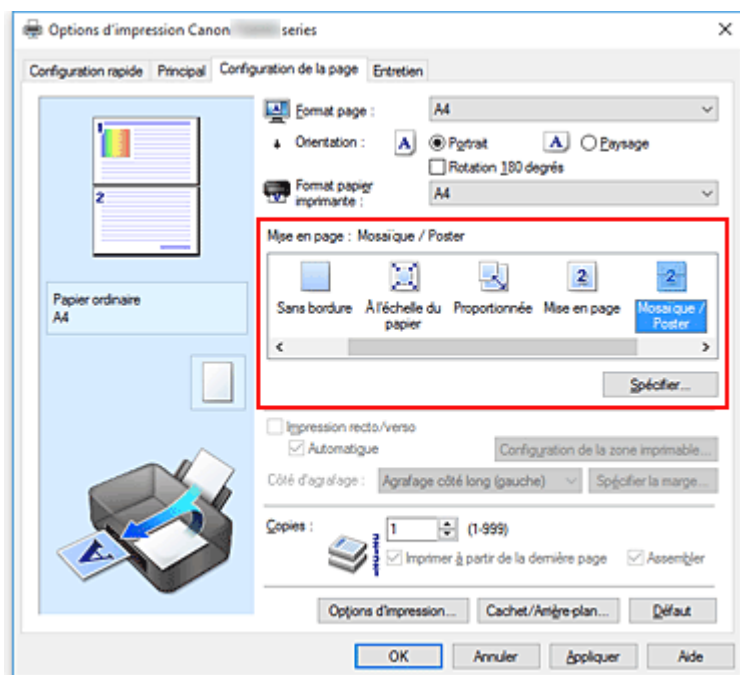 Options d'impression Canon series
Configuration rapide Principal Configuration de la page Entretien
1
2
Papier ordinaire
A4
Format page : A4
Orientation : A Portrait A Paysage
Rotation 180 degrés
Format papier imprimante : A4
Mise en page : Mosaïque / Poster
Sans bordure
À l'échelle du papier
Proportionnée
Mise en page
Mosaïque / Poster
Spécifier...
Impression recto/verso
Automatique
Configuration de la zone imprimable...
Côté d'agrafage : Agrafage côté long (gauche) Spécifier la marge...
Copies : 1 (1-999)
Imprimer à partir de la dernière page Assembler
Options d'impression... Cachet/Arrière-plan... Défaut
OK Annuler Appliquer Aide